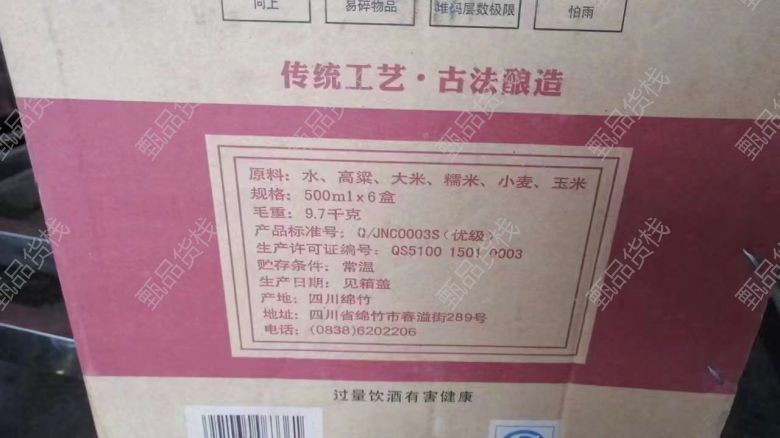 向上
易碎物品
堆码层数极限
怕雨
传统工艺·古法酿造
原料：水、高粱、大米、糯米、小麦、玉米
规格：500ml x 6盒
毛重：9.7千克
产品标准号：Q/JNC0003S（优级）
生产许可证编号：QS5100 1501 0003
贮存条件：常温
生产日期：见箱盖
产地：四川绵竹
地址：四川省绵竹市春溢街289号
电话：(0838)6202206
过量饮酒有害健康
甄品货栈